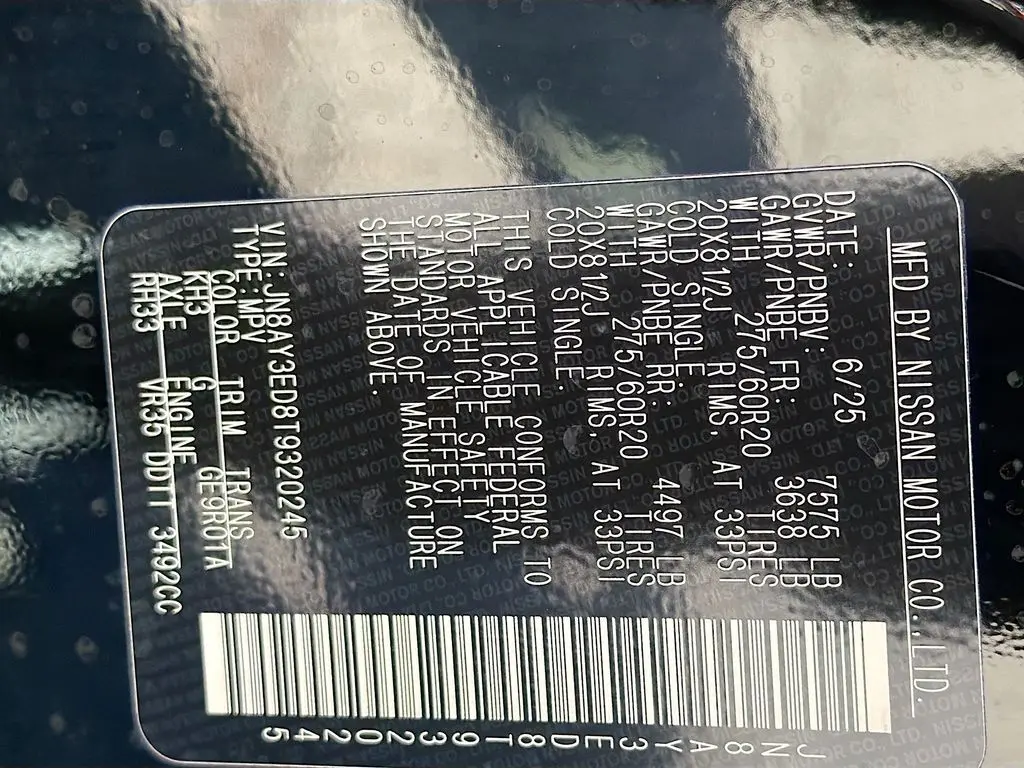 MFD BY NISSAN MOTOR CO.,LTD.
DATE: 6/25
GVWR/PNBV: 7575 LB
GAWR/PNBE FR: 3638 LB
WITH 275/60R20 TIRES
20X81/2J RIMS, AT 33PSI
COLD SINGLE.
GAWR/PNBE RR: 4497 LB
WITH 275/60R20 TIRES
20X81/2J RIMS, AT 33PSI
COLD SINGLE.
THIS VEHICLE CONFORMS TO
ALL APPLICABLE FEDERAL
MOTOR VEHICLE SAFETY
STANDARDS IN EFFECT ON
THE DATE OF MANUFACTURE
SHOWN ABOVE.
VIN:JN8AY3ED8T9320245
TYPE:MPV
COLOR TRIM TRANS
KH3 G GE9R01A
AXLE ENGINE
RH33 VR35 DDTT 3492CC
JN8AY3ED8T9320245